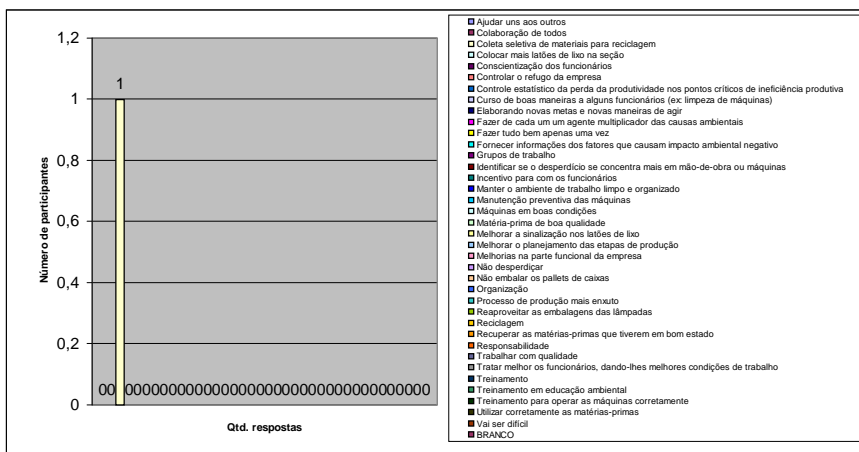 1,2
1
0,8
0,6
0,4
0,2
0
1
Número de participantes
Qtd. respostas
Ajudar uns aos outros
Colaboração de todos
Coleta seletiva de materiais para reciclagem
Colocar mais latões de lixo na seção
Conscientização dos funcionários
Controlar o refugo da empresa
Controle estatístico da perda da produtividade nos pontos críticos de ineficiência produtiva
Curso de boas maneiras a alguns funcionários (ex: limpeza de máquinas)
Elaborando novas metas e novas maneiras de agir
Fazer de cada um um agente multiplicador das causas ambientais
Fazer tudo bem apenas uma vez
Fornecer informações dos fatores que causam impacto ambiental negativo
Grupos de trabalho
Identificar se o desperdício se concentra mais em mão-de-obra ou máquinas
Incentivo para com os funcionários
Manter o ambiente de trabalho limpo e organizado
Manutenção preventiva das máquinas
Máquinas em boas condições
Matéria-prima de boa qualidade
Melhorar a sinalização nos latões de lixo
Melhorar o planejamento das etapas de produção
Melhorias na parte funcional da empresa
Não desperdiçar
Não embalar os pallets de caixas
Organização
Processo de produção mais enxuto
Reaproveitar as embalagens das lâmpadas
Reciclagem
Recuperar as matérias-primas que tiverem em bom estado
Responsabilidade
Trabalhar com qualidade
Tratar melhor os funcionários, dando-lhes melhores condições de trabalho
Treinamento
Treinamento em educação ambiental
Treinamento para operar as máquinas corretamente
Utilizar corretamente as matérias-primas
Vai ser difícil
BRANCO